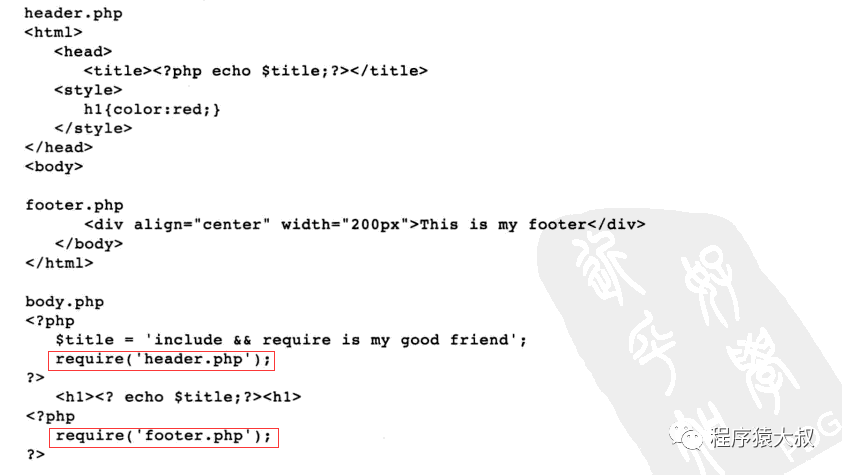 header.php
<html>
   <head>
      <title><?php echo $title;?></title>
   <style>
      h1{color:red;}
   </style>
</head>
<body>

footer.php
      <div align="center" width="200px">This is my footer</div>
   </body>
</html>

body.php
<?php
   $title = 'include && require is my good friend';
   require('header.php');
?>
   <h1><? echo $title;?><h1>
<?php
   require('footer.php');
?>
程序猿大叔